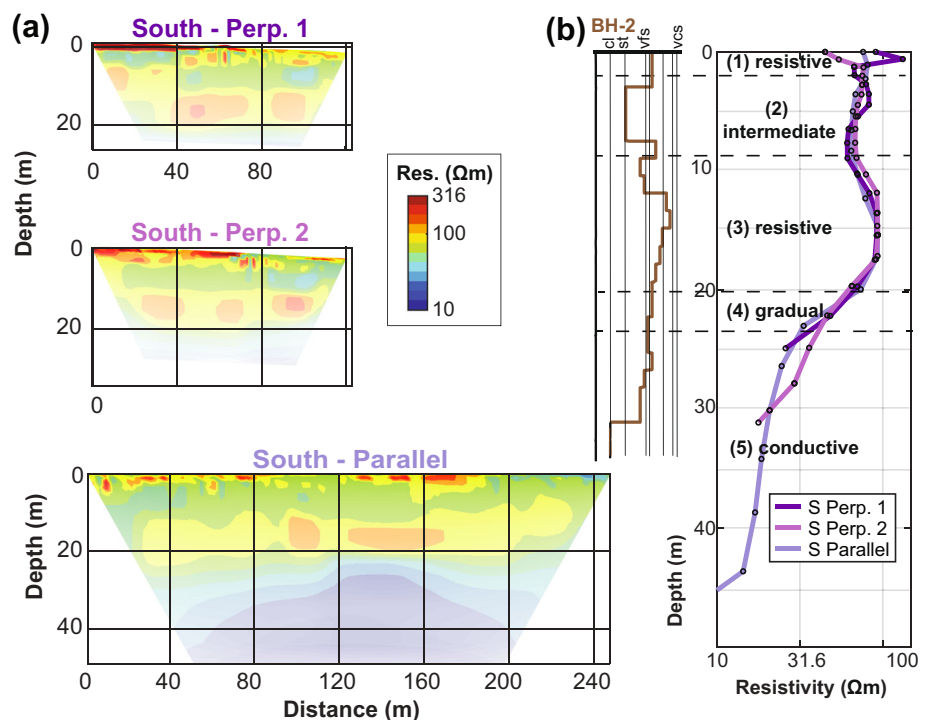 (a)
South - Perp. 1
0
20
0
40
80
Depth (m)
South - Perp. 2
0
20
0
Res. (Ωm)
316
100
10
South - Parallel
0
20
40
Depth (m)
0
40
80
120
160
200
240
Distance (m)
(b)
BH-2
cl
st
vfs
vcs
(1) resistive
(2)
intermediate
(3) resistive
(4) gradual
(5) conductive
0
10
20
30
40
Depth (m)
S Perp. 1
S Perp. 2
S Parallel
10
31.6
100
Resistivity (Ωm)